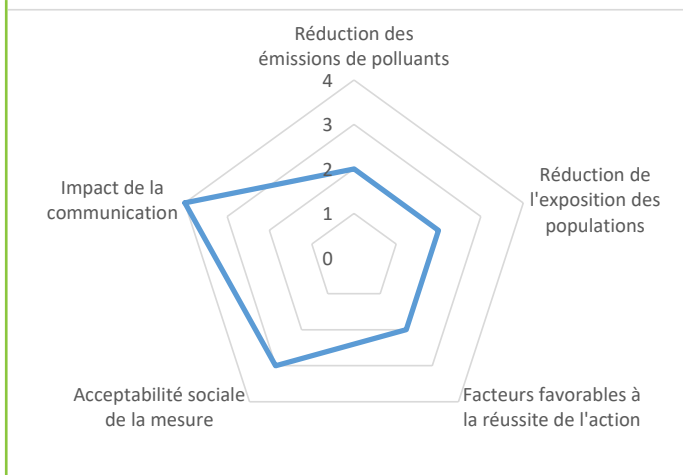 Réduction des
émissions de polluants
4
3
2
1
0
Réduction de
l'exposition des
populations
Facteurs favorables à
la réussite de l'action
Acceptabilité sociale
de la mesure
Impact de la
communication